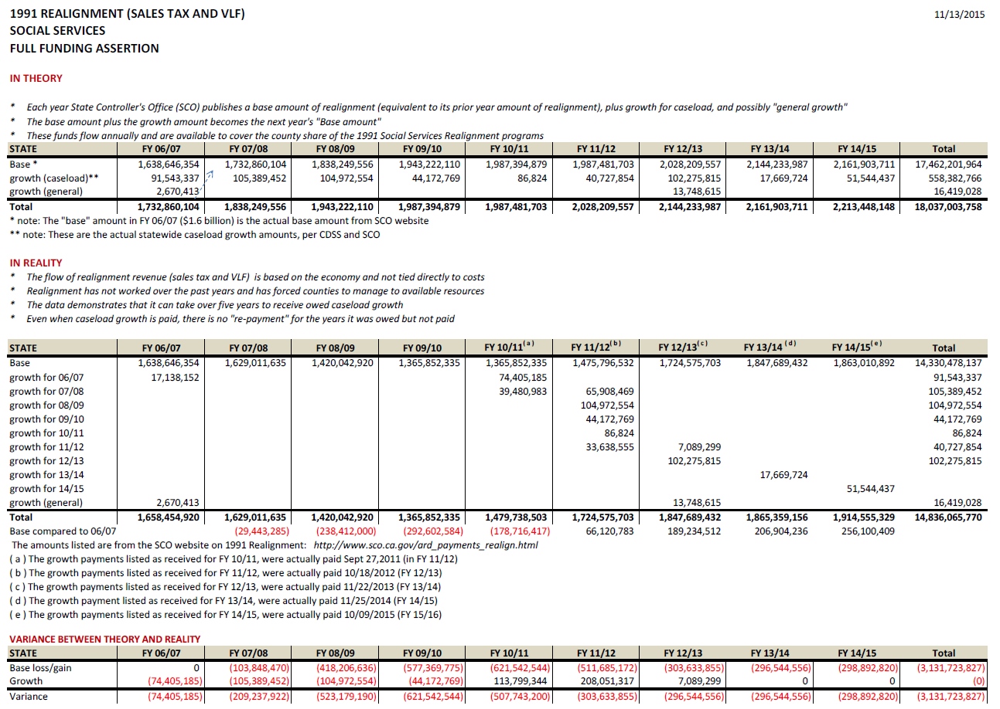 1991 REALIGNMENT (SALES TAX AND VLF) 11/13/2015
SOCIAL SERVICES
FULL FUNDING ASSERTION
IN THEORY
* Each year State Controller's Office (SCO) publishes a base amount of realignment (equivalent to its prior year amount of realignment), plus growth for caseload, and possibly "general growth"
* The base amount plus the growth amount becomes the next year's "Base amount"
* These funds flow annually and are available to cover the county share of the 1991 Social Services Realignment programs
STATE FY 06/07 FY 07/08 FY 08/09 FY 09/10 FY 10/11 FY 11/12 FY 12/13 FY 13/14 FY 14/15 Total
Base * 1,638,646,354 1,732,860,104 1,838,249,556 1,943,222,110 1,987,394,879 1,987,481,703 2,028,209,557 2,144,233,987 2,161,903,711 17,462,201,964
growth (caseload)** 91,543,337 105,389,452 104,972,554 44,172,769 86,824 40,727,854 102,275,815 17,669,724 51,544,437 558,382,766
growth (general) 2,670,413 13,748,615 16,419,028
Total 1,732,860,104 1,838,249,556 1,943,222,110 1,987,394,879 1,987,481,703 2,028,209,557 2,144,233,987 2,161,903,711 2,213,448,148 18,037,003,758
* note: The "base" amount in FY 06/07 ($1.6 billion) is the actual base amount from SCO website
** note: These are the actual statewide caseload growth amounts, per CDSS and SCO
IN REALITY
* The flow of realignment revenue (sales tax and VLF) is based on the economy and not tied directly to costs
* Realignment has not worked over the past years and has forced counties to manage to available resources
* The data demonstrates that it can take over five years to receive owed caseload growth
* Even when caseload growth is paid, there is no "re-payment" for the years it was owed but not paid
STATE FY 06/07 FY 07/08 FY 08/09 FY 09/10 FY 10/11(a) FY 11/12(b) FY 12/13(c) FY 13/14 (d) FY 14/15(e) Total
Base 1,638,646,354 1,629,011,635 1,420,042,920 1,365,852,335 1,365,852,335 1,475,796,532 1,724,575,703 1,847,689,432 1,863,010,892 14,330,478,137
growth for 06/07 17,138,152 74,405,185 91,543,337
growth for 07/08 39,480,983 65,908,469 105,389,452
growth for 08/09 104,972,554 104,972,554
growth for 09/10 44,172,769 44,172,769
growth for 10/11 86,824 86,824
growth for 11/12 33,638,555 7,089,299 40,727,854
growth for 12/13 102,275,815 102,275,815
growth for 13/14 17,669,724
growth for 14/15 51,544,437
growth (general) 2,670,413 13,748,615 16,419,028
Total 1,658,454,920 1,629,011,635 1,420,042,920 1,365,852,335 1,479,738,503 1,724,575,703 1,847,689,432 1,865,359,156 1,914,555,329 14,836,065,770
Base compared to 06/07 (29,443,285) (238,412,000) (292,602,584) (178,716,417) 66,120,783 189,234,512 206,904,236 256,100,409
The amounts listed are from the SCO website on 1991 Realignment: http://www.sco.ca.gov/ard_payments_realign.html
( a ) The growth payments listed as received for FY 10/11, were actually paid Sept 27,2011 (in FY 11/12)
( b ) The growth payments listed as received for FY 11/12, were actually paid 10/18/2012 (FY 12/13)
( c ) The growth payments listed as received for FY 12/13, were actually paid 11/22/2013 (FY 13/14)
( d ) The growth payment listed as received for FY 13/14, were actually paid 11/25/2014 (FY 14/15)
( e ) The growth payments listed as received for FY 14/15, were actually paid 10/09/2015 (FY 15/16)
VARIANCE BETWEEN THEORY AND REALITY
STATE FY 06/07 FY 07/08 FY 08/09 FY 09/10 FY 10/11 FY 11/12 FY 12/13 FY 13/14 FY 14/15 Total
Base loss/gain 0 (103,848,470) (418,206,636) (577,369,775) (621,542,544) (511,685,172) (303,633,855) (296,544,556) (298,892,820) (3,131,723,827)
Growth (74,405,185) (105,389,452) (104,972,554) (44,172,769) 113,799,344 208,051,317 7,089,299 0 0 (0)
Variance (74,405,185) (209,237,922) (523,179,190) (621,542,544) (507,743,200) (303,633,855) (296,544,556) (296,544,556) (298,892,820) (3,131,723,827)